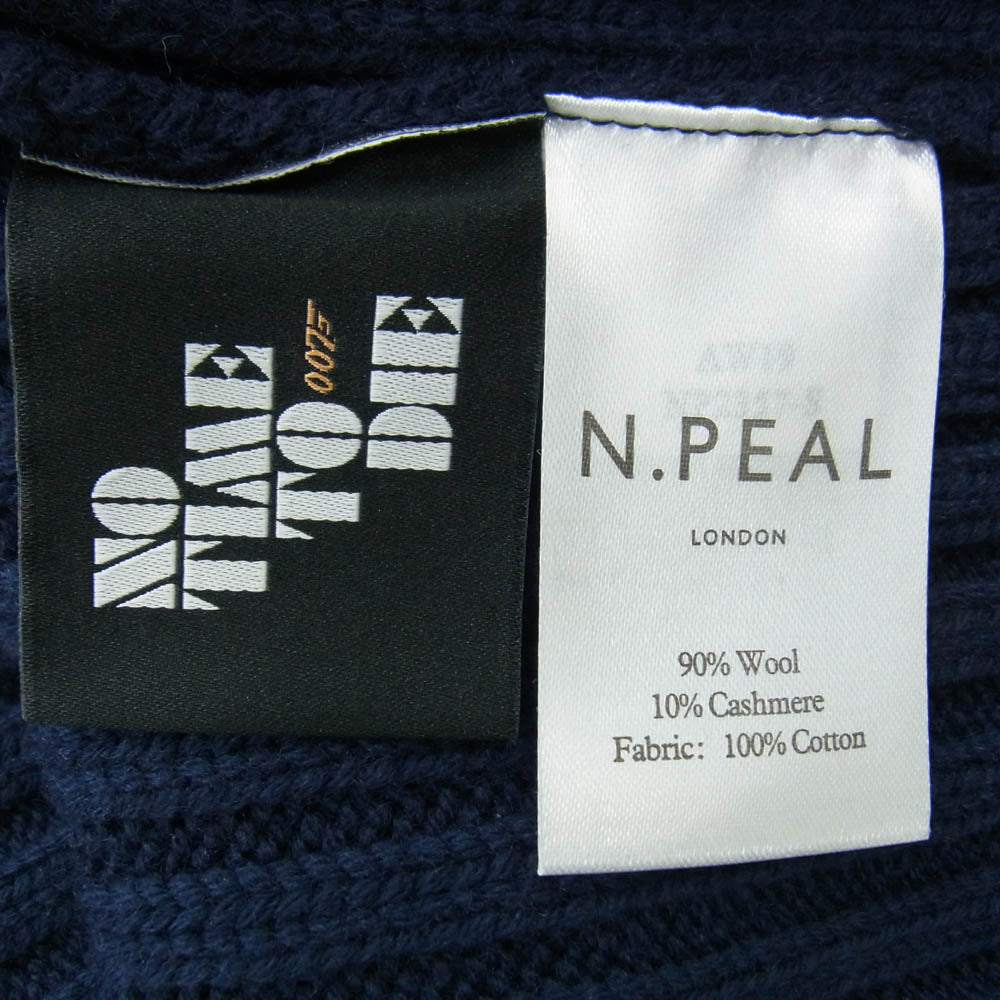 NO
TIME
TO 007
DIE
N.PEAL
LONDON
90% Wool
10% Cashmere
Fabric: 100% Cotton